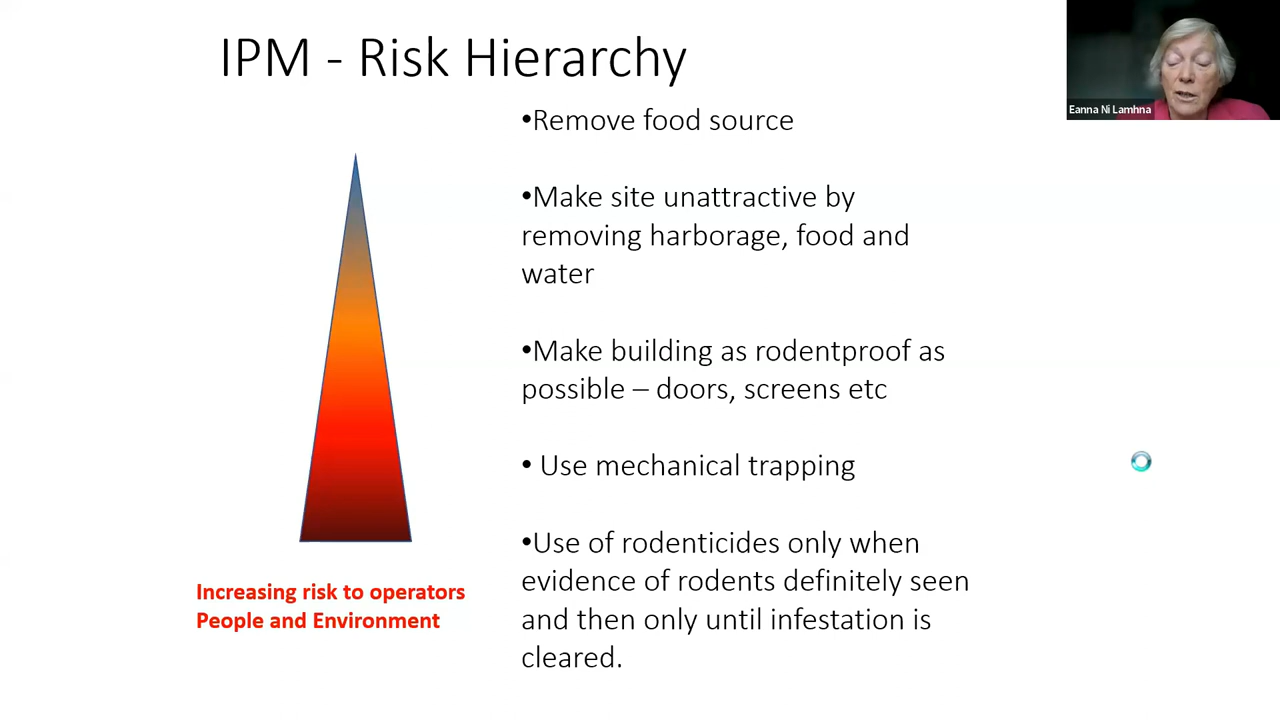 IPM - Risk Hierarchy
Eanna Ni Lamhna
•Remove food source
•Make site unattractive by
removing harborage, food and
water
•Make building as rodentproof as
possible – doors, screens etc
• Use mechanical trapping
•Use of rodenticides only when
evidence of rodents definitely seen
and then only until infestation is
cleared.
Increasing risk to operators
People and Environment